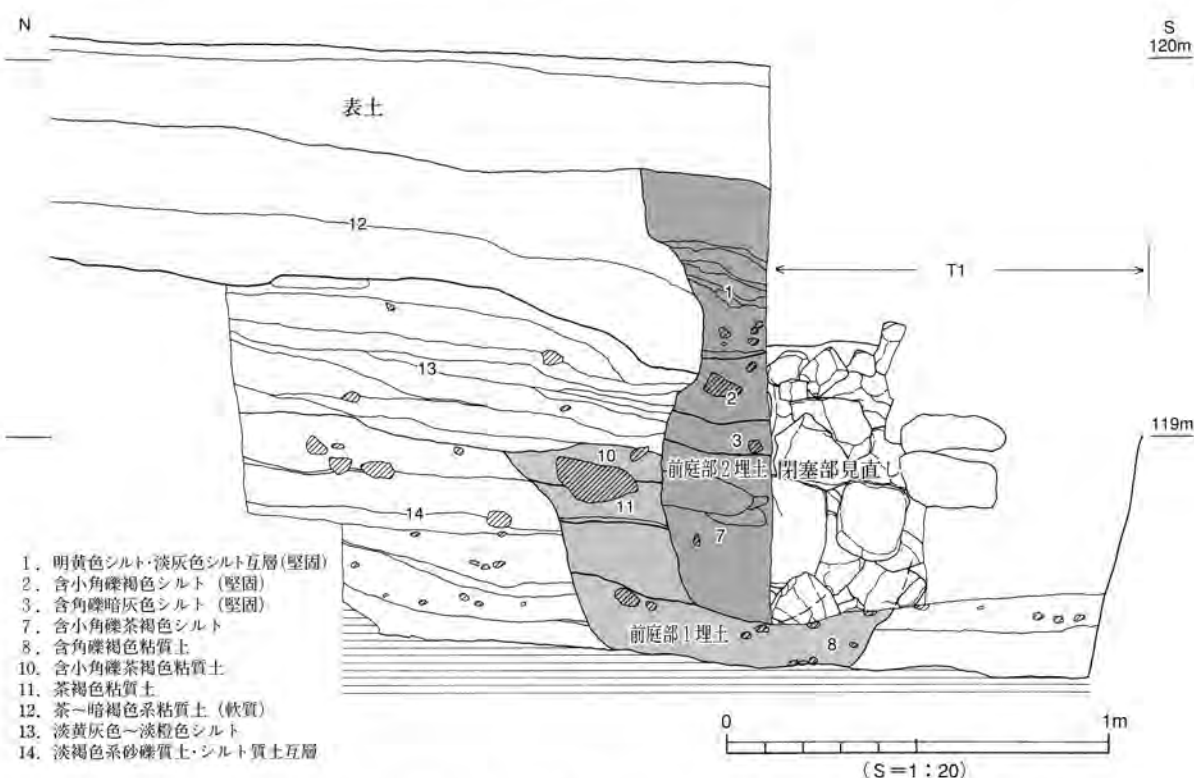 N
S
120m
表土
12
1
T1
13
2
3
119m
10
前庭部2埋土
閉塞部見直し
11
14
7
前庭部1埋土
8
1. 明黄色シルト・淡灰色シルト互層(堅固)
2. 含小角礫褐色シルト (堅固)
3. 含角礫暗灰色シルト (堅固)
7. 含小角礫茶褐色シルト
8. 含角礫褐色粘質土
10. 含小角礫茶褐色粘質土
11. 茶褐色粘質土
12. 茶~暗褐色系粘質土 (軟質)
13. 淡黄灰色~淡橙色シルト
14. 淡褐色系砂礫質土・シルト質土互層
0
1m
(S=1:20)